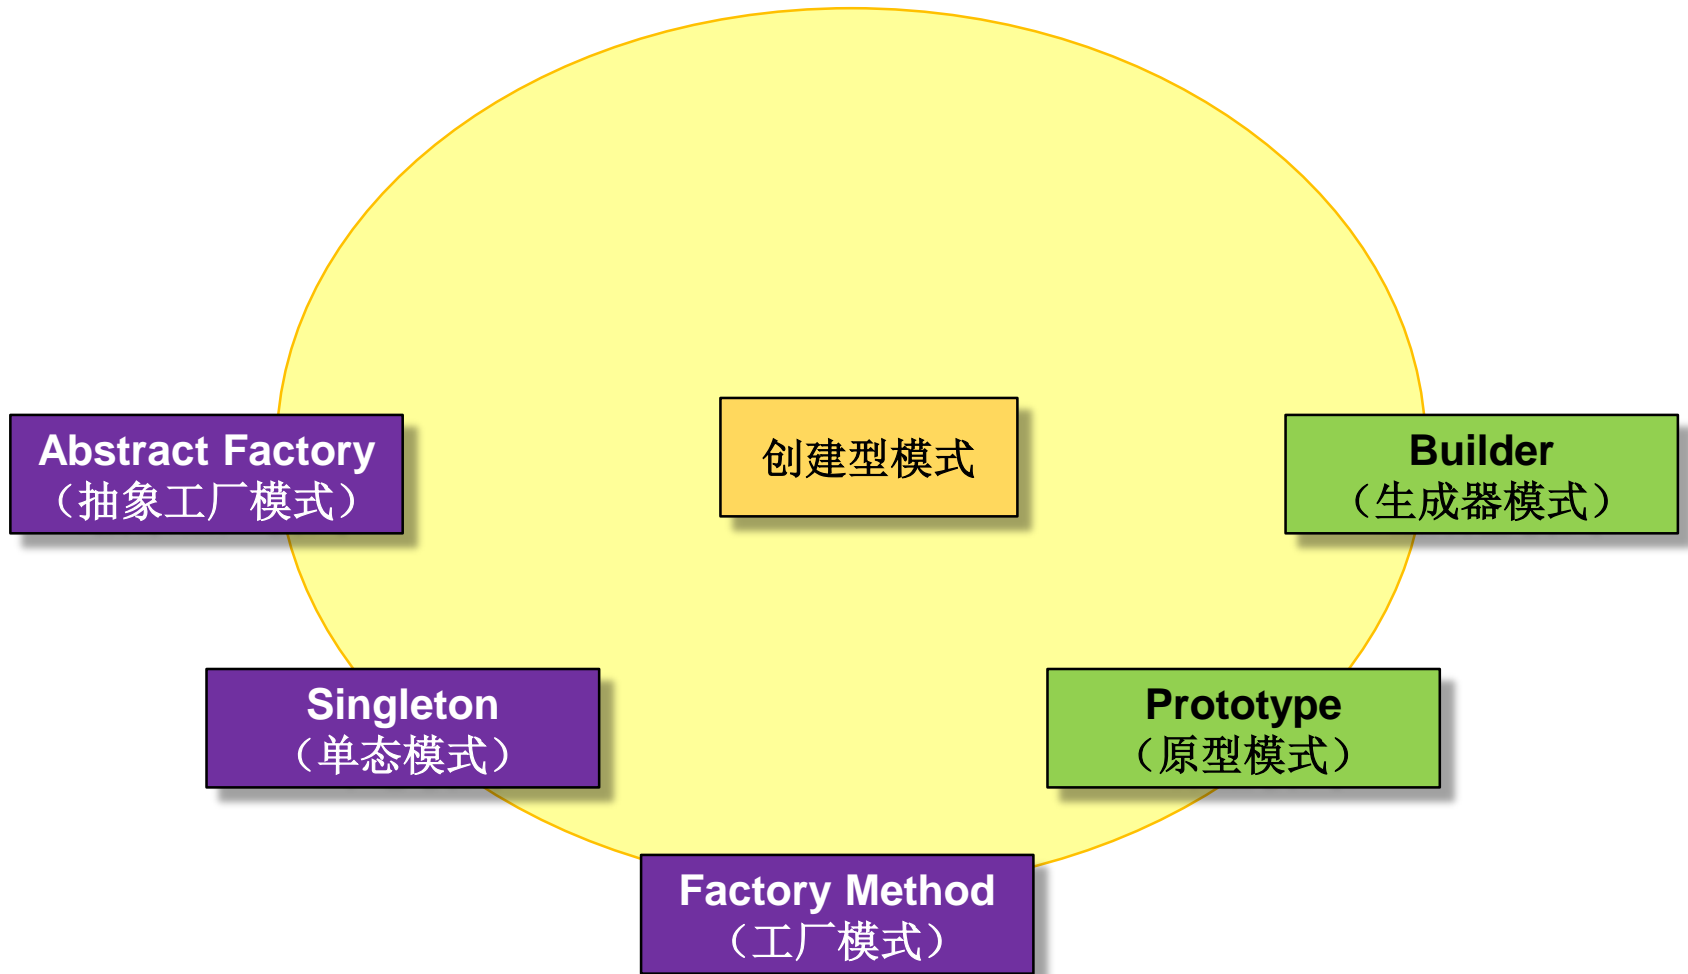 创建型模式
Abstract Factory
（抽象工厂模式）
Builder
（生成器模式）
Singleton
（单态模式）
Prototype
（原型模式）
Factory Method
（工厂模式）